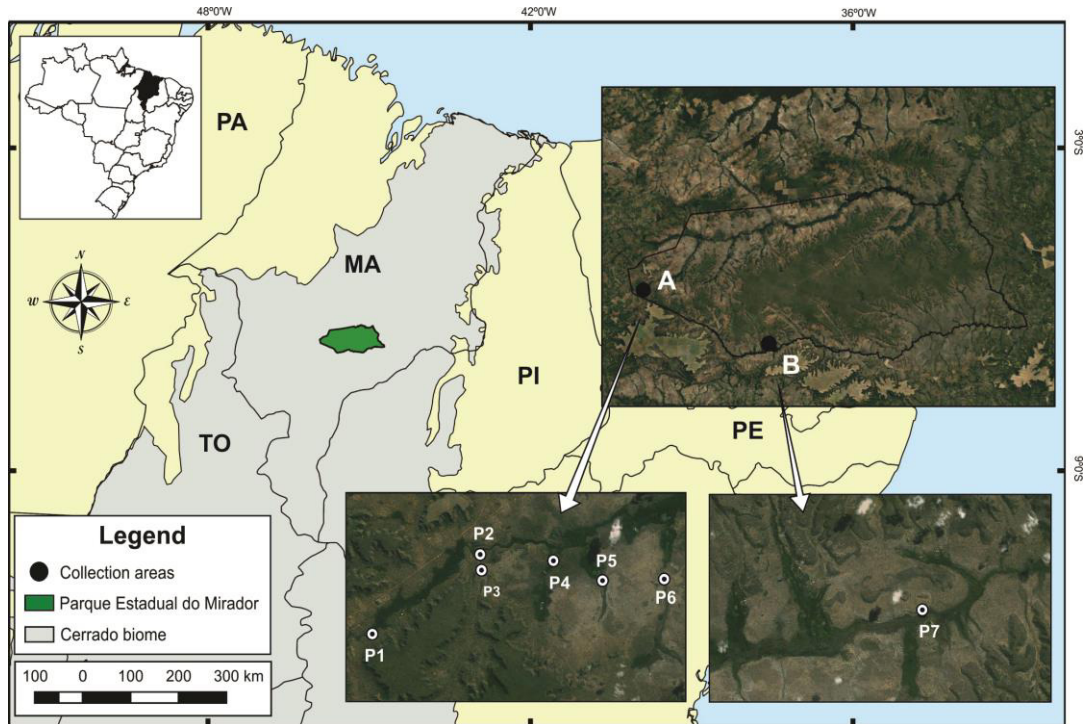 48°0'W 42°0'W 36°0'W
3°0'S
9°0'S
PA
MA
PI
TO
PE
N
W E
S
A
B
P2
P3
P4
P5
P6
P1
P7
Legend
Collection areas
Parque Estadual do Mirador
Cerrado biome
100 0 100 200 300 km